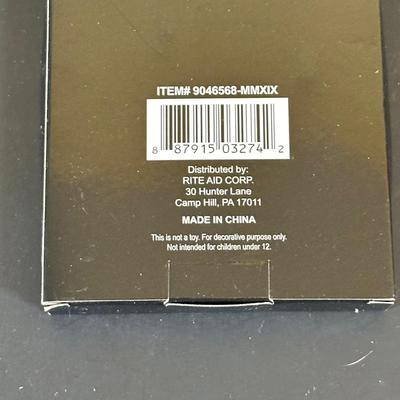 ITEM# 9046568-MMXIX
8 87915 03274 2
Distributed by:
RITE AID CORP.
30 Hunter Lane
Camp Hill, PA 17011
MADE IN CHINA
This is not a toy. For decorative purpose only.
Not intended for children under 12.